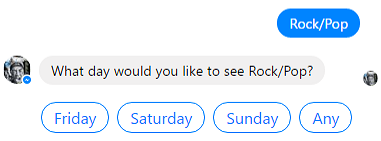 Rock/Pop
What day would you like to see Rock/Pop?
Friday Saturday Sunday Any